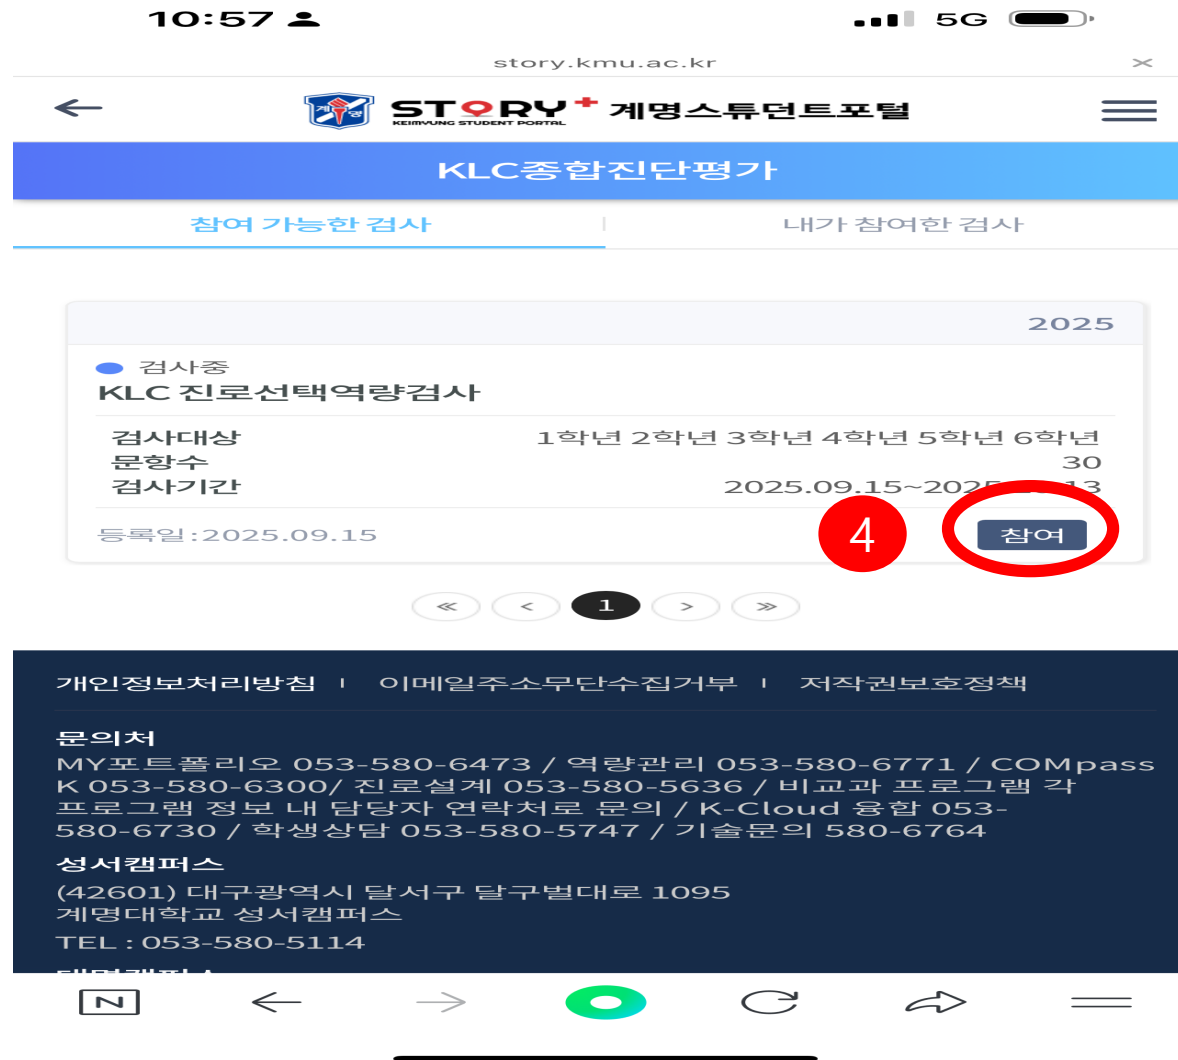 10:57
5G
story.kmu.ac.kr
계명
STORY+ 계명스튜던트포털
KEIMYUNG STUDENT PORTAL
KLC종합진단평가
참여 가능한 검사
내가 참여한 검사
2025
검사중
KLC 진로선택역량검사
검사대상 1학년 2학년 3학년 4학년 5학년 6학년
문항수 30
검사기간 2025.09.15~2025. 13
등록일:2025.09.15
4
참여
« < 1 > »
개인정보처리방침 | 이메일주소무단수집거부 | 저작권보호정책
문의처
MY포트폴리오 053-580-6473 / 역량관리 053-580-6771 / COMpass
K 053-580-6300/ 진로설계 053-580-5636 / 비교과 프로그램 각
프로그램 정보 내 담당자 연락처로 문의 / K-Cloud 융합 053-
580-6730 / 학생상담 053-580-5747 / 기술문의 580-6764
성서캠퍼스
(42601) 대구광역시 달서구 달구벌대로 1095
계명대학교 성서캠퍼스
TEL : 053-580-5114
N